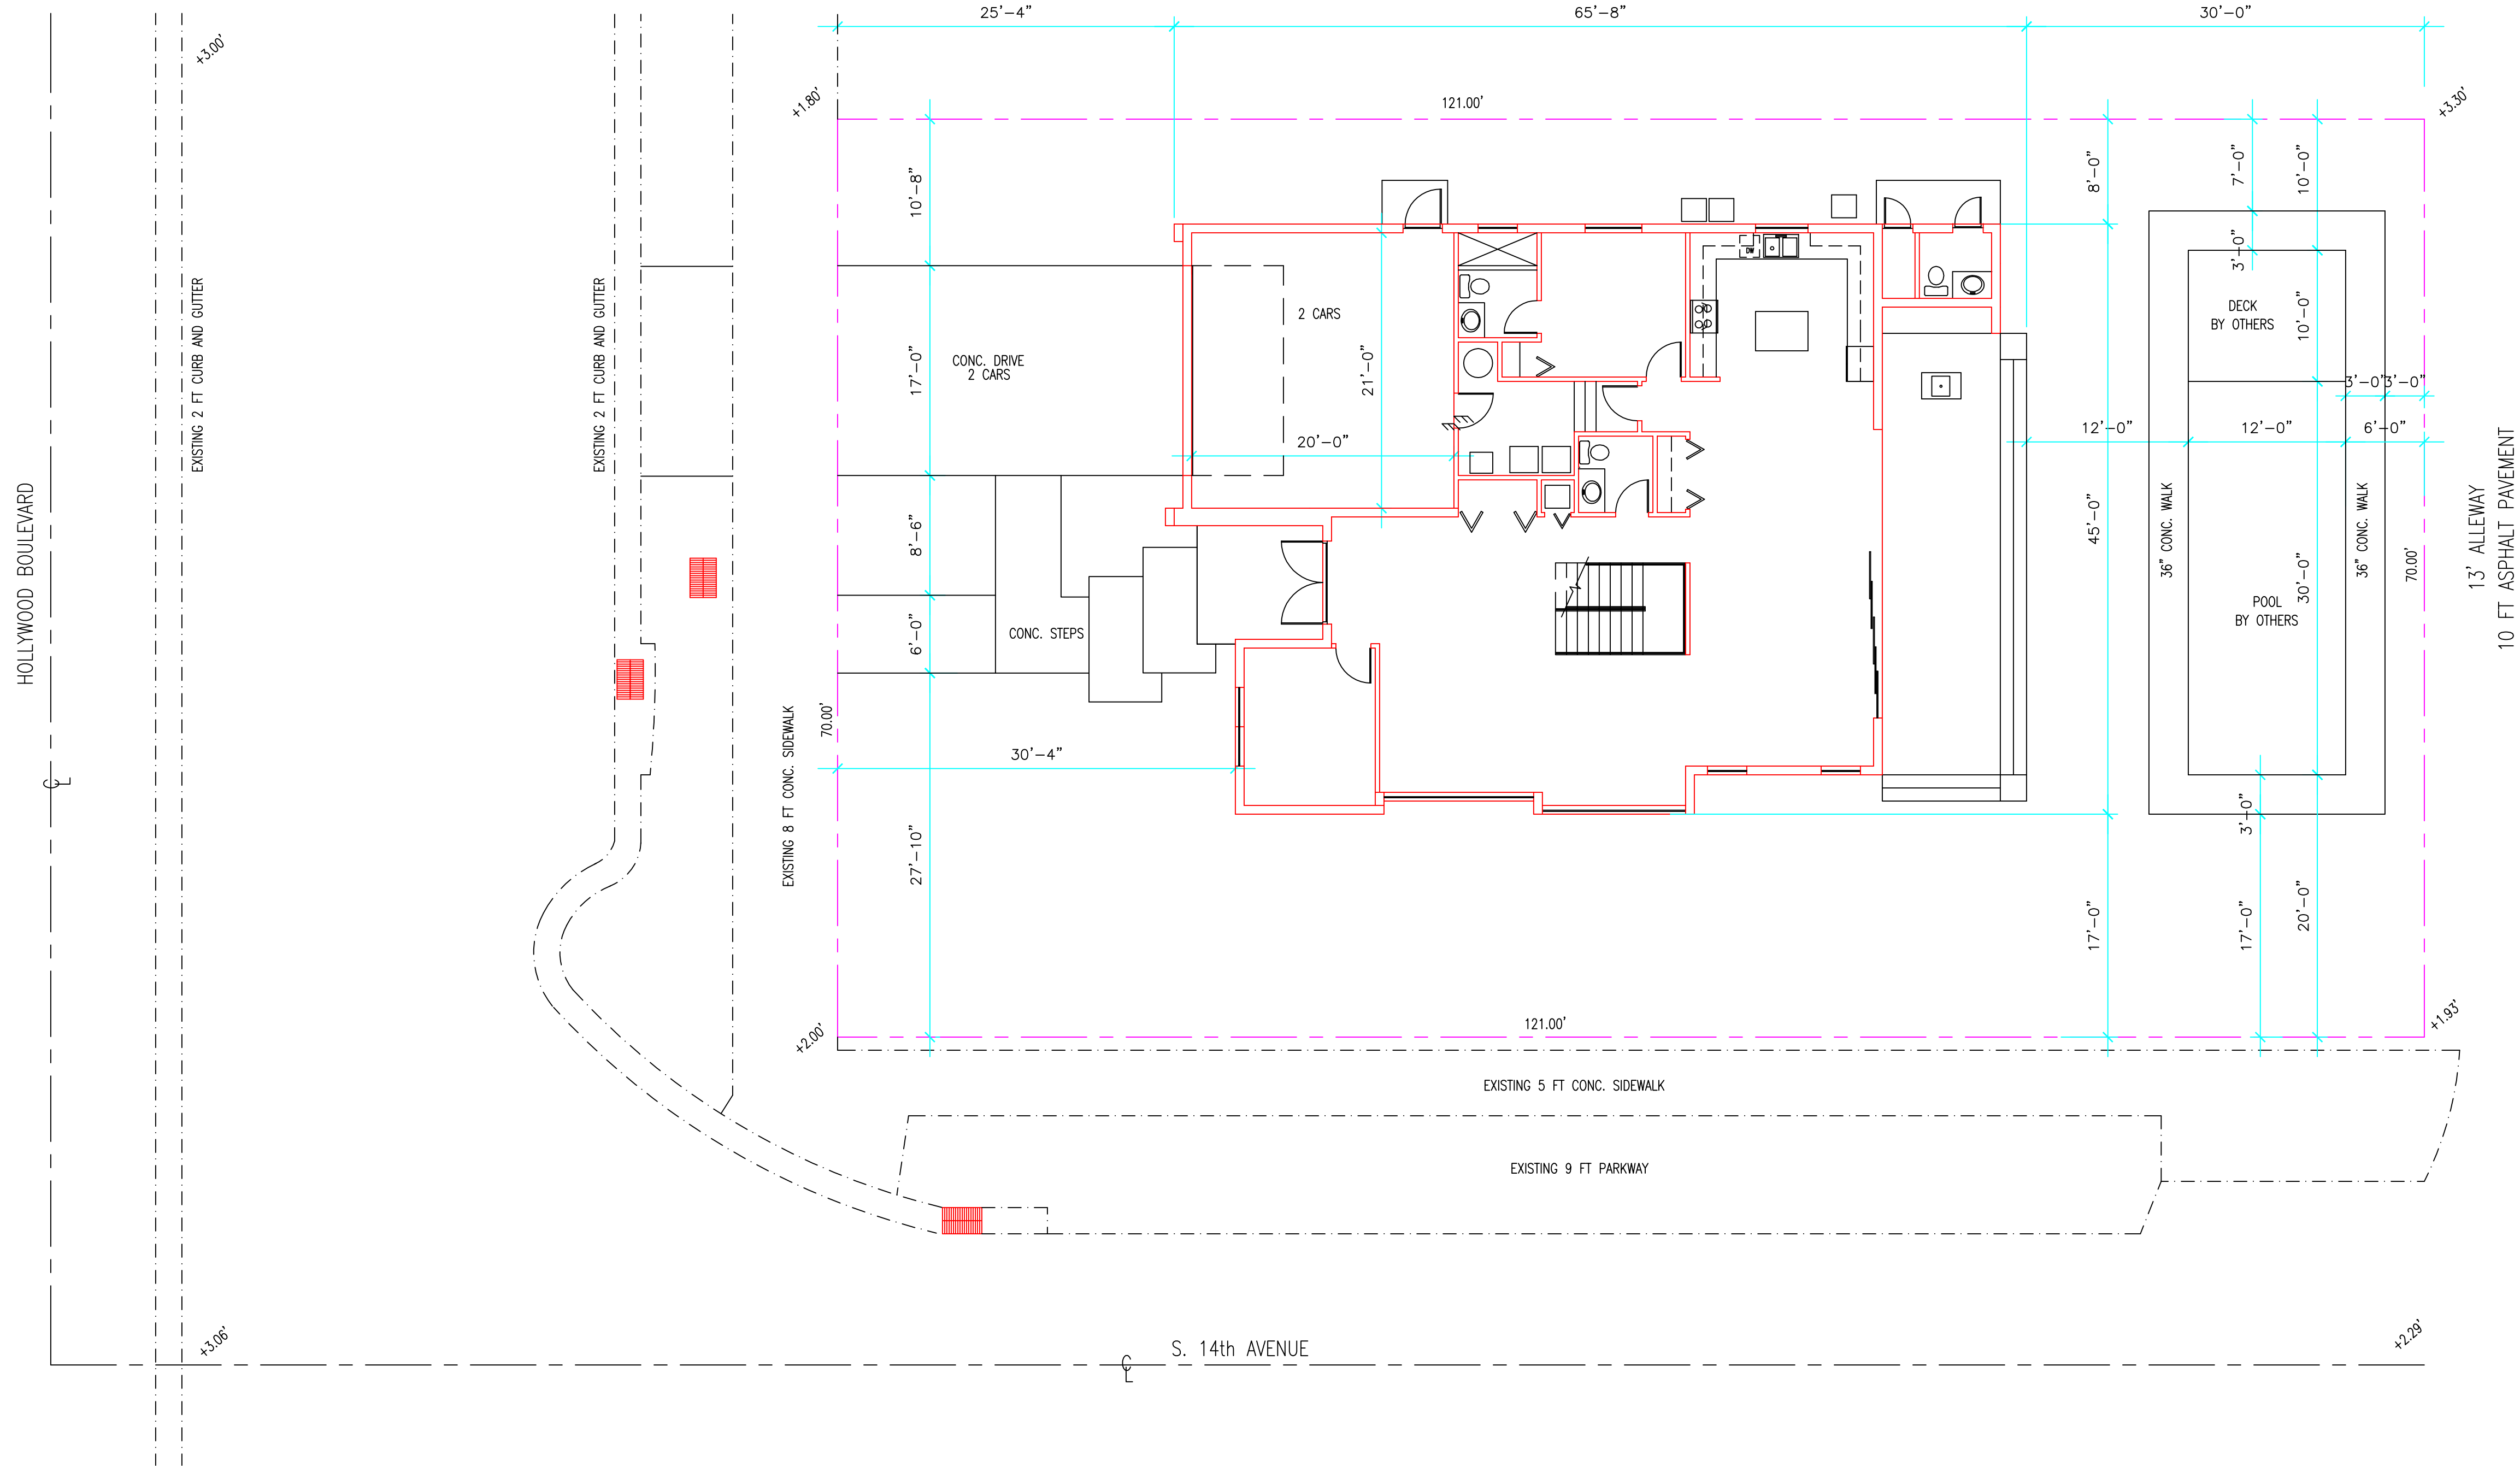 25'-4"
65'-8"
30'-0"
+3.00'
+1.80'
121.00'
+3.30'
10'-8"
8'-0"
7'-0"
10'-0"
3'-0"
EXISTING 2 FT CURB AND GUTTER
EXISTING 2 FT CURB AND GUTTER
CONC. DRIVE
2 CARS
17'-0"
2 CARS
21'-0"
20'-0"
DW
DECK
BY OTHERS
10'-0"
3'-0"
3'-0"
12'-0"
12'-0"
6'-0"
HOLLYWOOD BOULEVARD
8'-6"
6'-0"
CONC. STEPS
45'-0"
36" CONC. WALK
30'-0"
POOL
BY OTHERS
36" CONC. WALK
70.00'
13' ALLEWAY
10 FT ASPHALT PAVEMENT
EXISTING 8 FT CONC. SIDEWALK
70.00'
30'-4"
CL
27'-10"
3'-0"
17'-0"
17'-0"
20'-0"
+2.00'
121.00'
+1.93'
EXISTING 5 FT CONC. SIDEWALK
EXISTING 9 FT PARKWAY
+3.06'
S. 14th AVENUE
CL
+2.29'